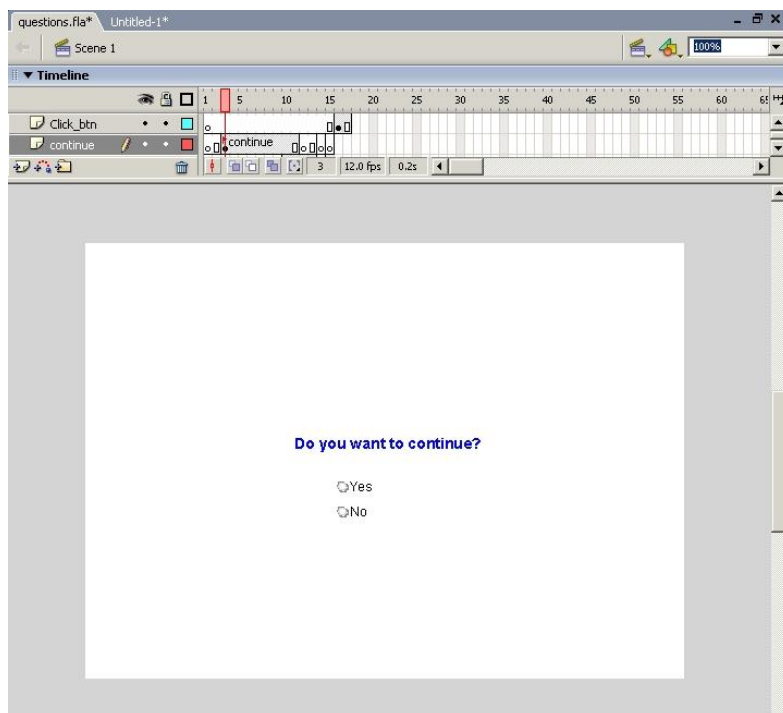 questions.fla* Untitled-1*
Scene 1
100%
Timeline
1 5 10 15 20 25 30 35 40 45 50 55 60 65
Click_btn
continue
continue
3 12.0 fps 0.2s
Do you want to continue?
Yes
No